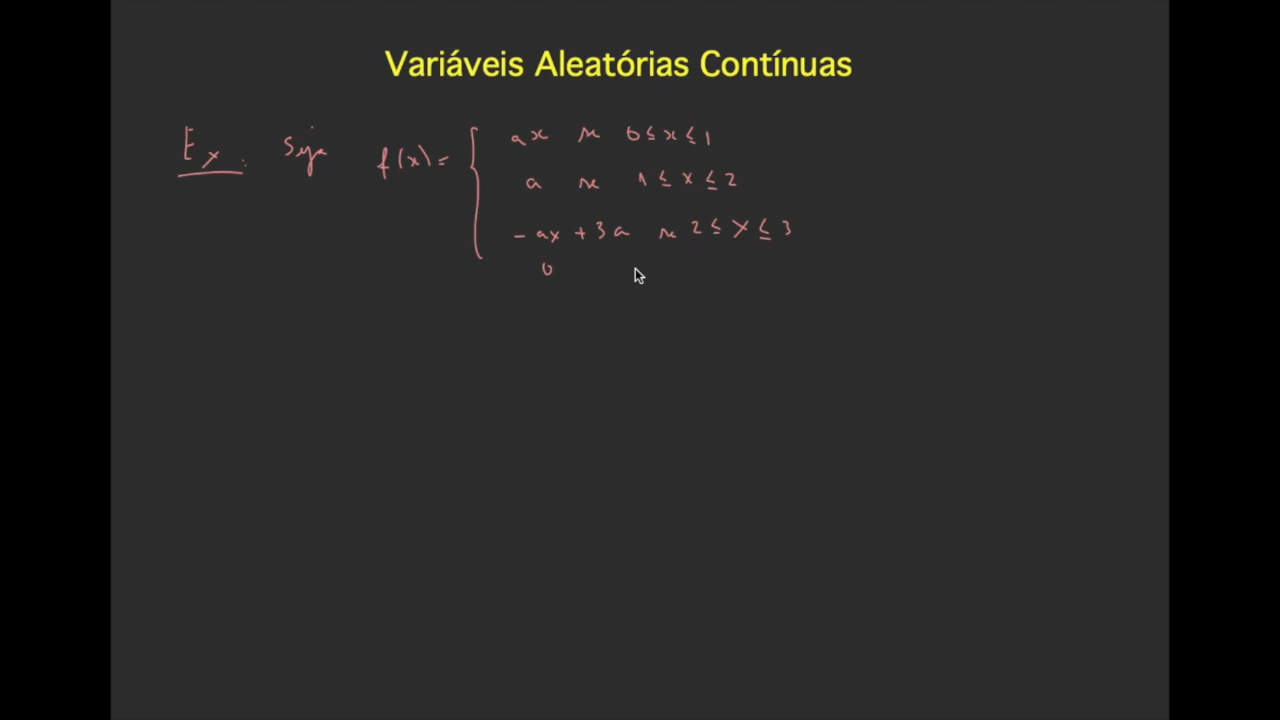 Variáveis Aleatórias Contínuas
Ex: Seja f(x)= { ax se 0 ≤ x ≤ 1
a se 1 ≤ x ≤ 2
- ax + 3a se 2 ≤ x ≤ 3
0